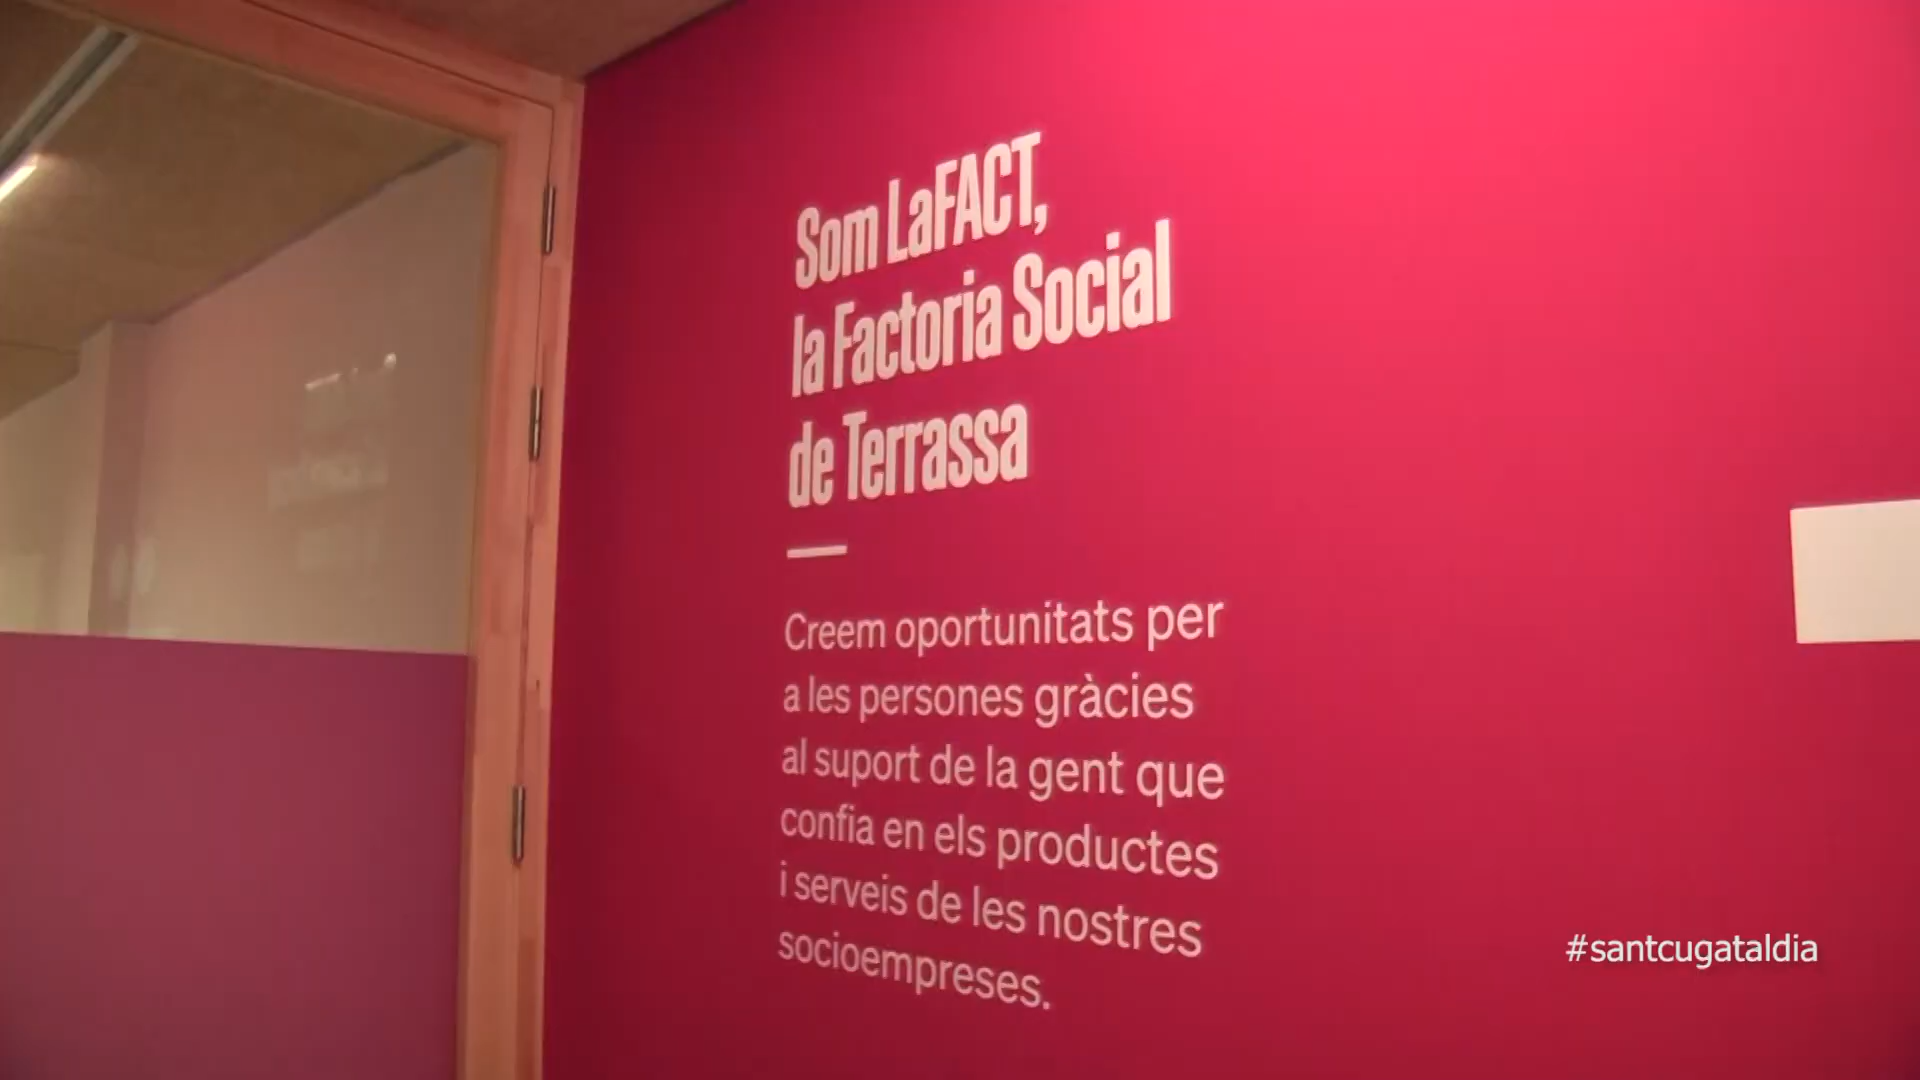 Som LaFACT,
la Factoria Social
de Terrassa
Creem oportunitats per
a les persones gràcies
al suport de la gent que
confia en els productes
i serveis de les nostres
socioempreses.
#santcugataldia